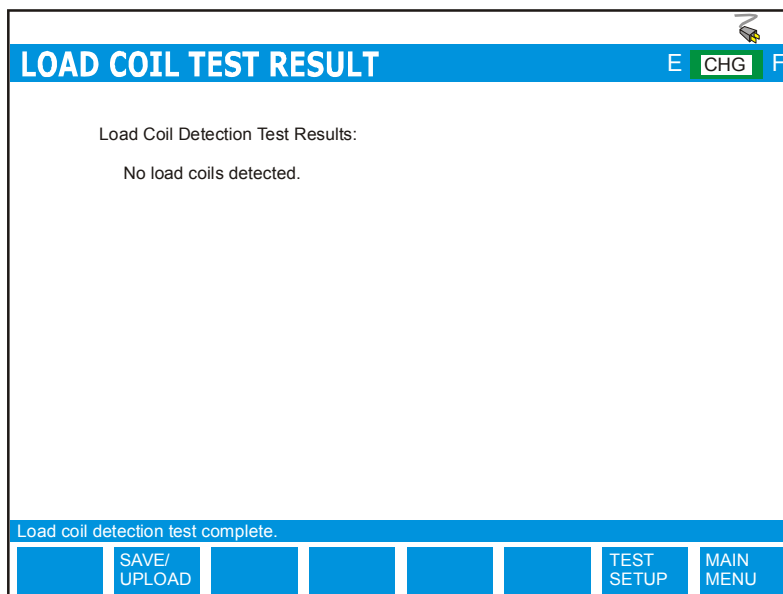 LOAD COIL TEST RESULT E CHG F
Load Coil Detection Test Results:
No load coils detected.
Load coil detection test complete.
SAVE/
UPLOAD
TEST
SETUP
MAIN
MENU